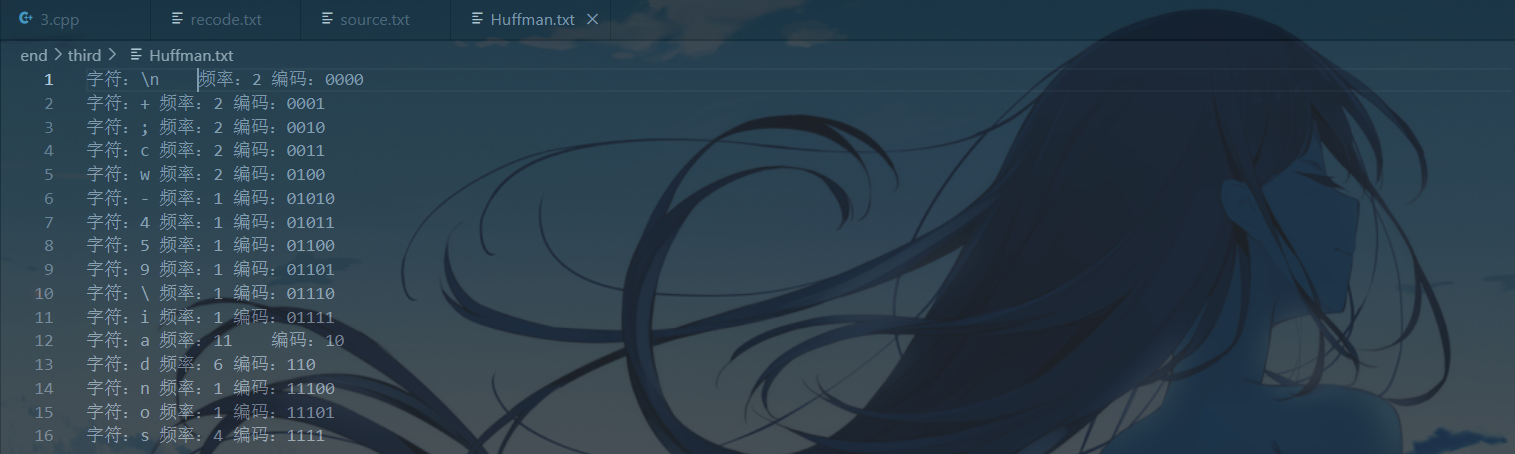 3.cpp recode.txt source.txt Huffman.txt
end > third > Huffman.txt
1 字符: \n 频率: 2 编码: 0000
2 字符: + 频率: 2 编码: 0001
3 字符: ; 频率: 2 编码: 0010
4 字符: c 频率: 2 编码: 0011
5 字符: w 频率: 2 编码: 0100
6 字符: - 频率: 1 编码: 01010
7 字符: 4 频率: 1 编码: 01011
8 字符: 5 频率: 1 编码: 01100
9 字符: 9 频率: 1 编码: 01101
10 字符: \ 频率: 1 编码: 01110
11 字符: i 频率: 1 编码: 01111
12 字符: a 频率: 11 编码: 10
13 字符: d 频率: 6 编码: 110
14 字符: n 频率: 1 编码: 11100
15 字符: o 频率: 1 编码: 11101
16 字符: s 频率: 4 编码: 1111